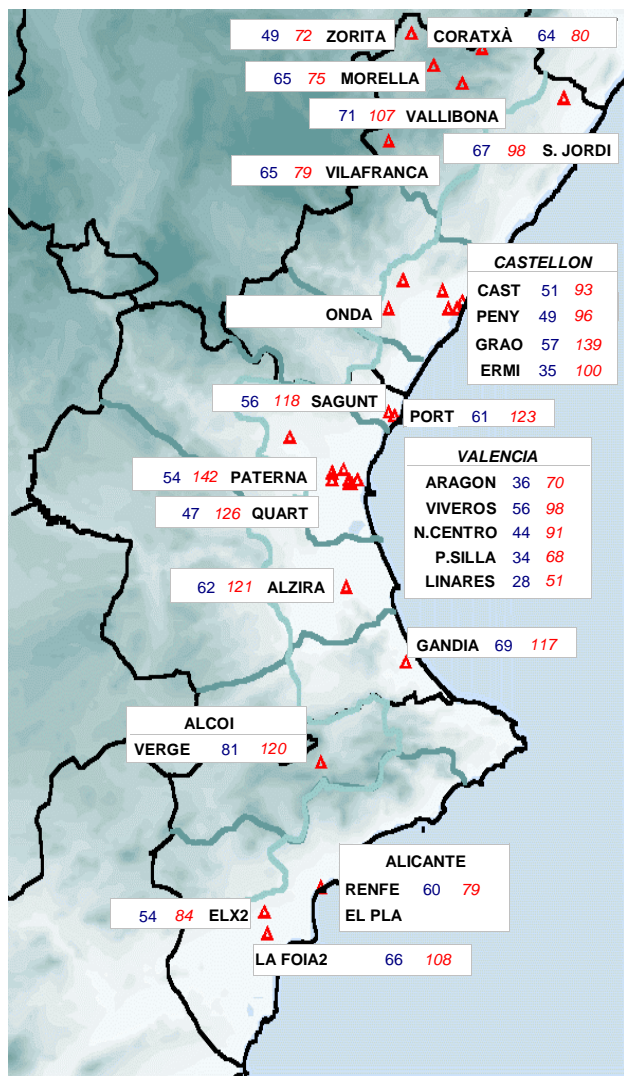 49 72 ZORITA
CORATXÀ 64 80
65 75 MORELLA
71 107 VALLIBONA
67 98 S. JORDI
65 79 VILAFRANCA
CASTELLON
CAST 51 93
PENY 49 96
GRAO 57 139
ERMI 35 100
ONDA
56 118 SAGUNT
PORT 61 123
VALENCIA
ARAGON 36 70
VIVEROS 56 98
N.CENTRO 44 91
P.SILLA 34 68
LINARES 28 51
54 142 PATERNA
47 126 QUART
62 121 ALZIRA
GANDIA 69 117
ALCOI
VERGE 81 120
ALICANTE
RENFE 60 79
EL PLA
54 84 ELX2
LA FOIA2 66 108